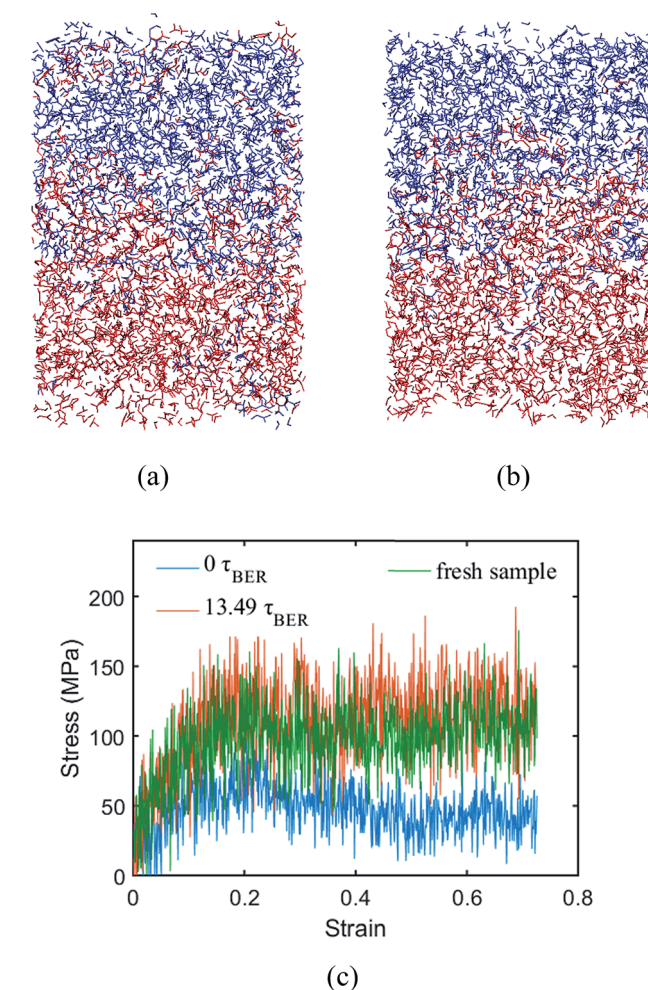 (a) (b)
0 τBER fresh sample
13.49 τBER
200
150
100
50
0
Stress (MPa)
0 0.2 0.4 0.6 0.8
Strain
(c)